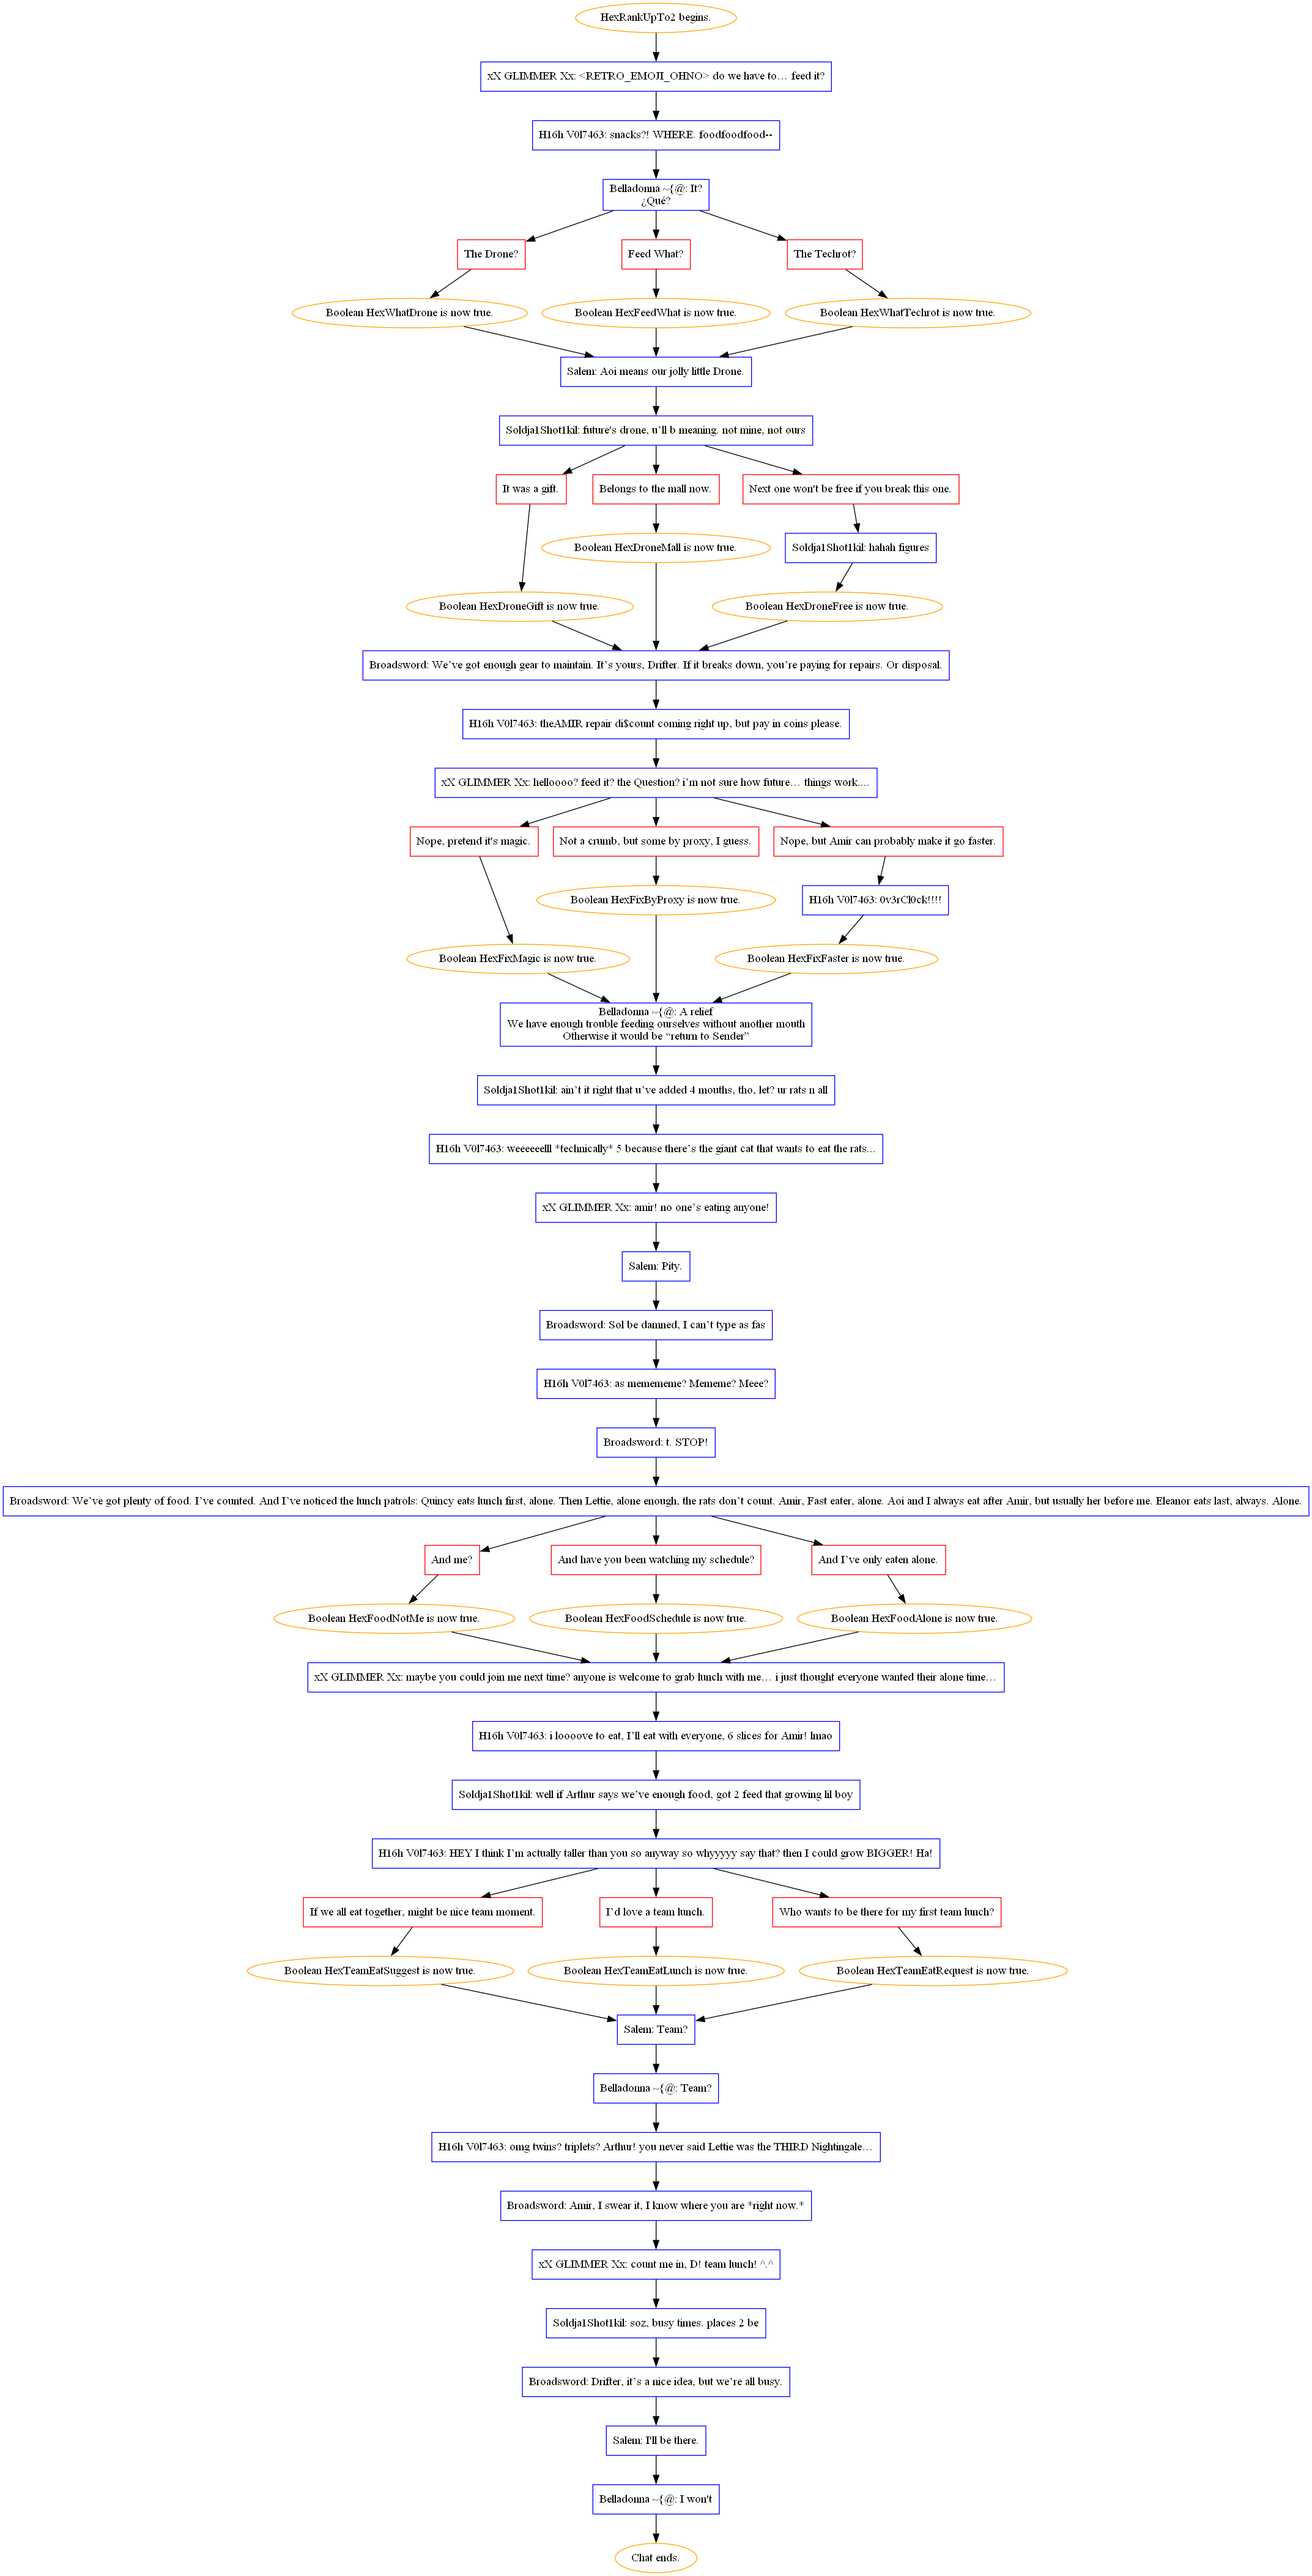 HexRankUpTo2 begins.
xX GLIMMER Xx: <RETRO_EMOJI_OHNO> do we have to… feed it?
H16h V0l7463: snacks?! WHERE. foodfoodfood--
Belladonna ~{@: It?
¿Qué?
The Drone?
Feed What?
The Techrot?
Boolean HexWhatDrone is now true.
Boolean HexFeedWhat is now true.
Boolean HexWhatTechrot is now true.
Salem: Aoi means our jolly little Drone.
Soldja1Shot1kil: future's drone, u’ll b meaning. not mine, not ours
It was a gift.
Belongs to the mall now.
Next one won't be free if you break this one.
Boolean HexDroneMall is now true.
Soldja1Shot1kil: hahah figures
Boolean HexDroneGift is now true.
Boolean HexDroneFree is now true.
Broadsword: We’ve got enough gear to maintain. It’s yours, Drifter. If it breaks down, you’re paying for repairs. Or disposal.
H16h V0l7463: theAMIR repair di$count coming right up, but pay in coins please.
xX GLIMMER Xx: helloooo? feed it? the Question? i’m not sure how future… things work....
Nope, pretend it's magic.
Not a crumb, but some by proxy, I guess.
Nope, but Amir can probably make it go faster.
Boolean HexFixByProxy is now true.
H16h V0l7463: 0v3rCl0ck!!!!
Boolean HexFixMagic is now true.
Boolean HexFixFaster is now true.
Belladonna ~{@: A relief
We have enough trouble feeding ourselves without another mouth
Otherwise it would be “return to Sender”
Soldja1Shot1kil: ain’t it right that u’ve added 4 mouths, tho, let? ur rats n all
H16h V0l7463: weeeeeelll *technically* 5 because there’s the giant cat that wants to eat the rats...
xX GLIMMER Xx: amir! no one’s eating anyone!
Salem: Pity.
Broadsword: Sol be damned, I can’t type as fas
H16h V0l7463: as memememe? Mememe? Meee?
Broadsword: t. STOP!
Broadsword: We’ve got plenty of food. I’ve counted. And I’ve noticed the lunch patrols: Quincy eats lunch first, alone. Then Lettie, alone enough, the rats don’t count. Amir, Fast eater, alone. Aoi and I always eat after Amir, but usually her before me. Eleanor eats last, always. Alone.
And me?
And have you been watching my schedule?
And I’ve only eaten alone.
Boolean HexFoodNotMe is now true.
Boolean HexFoodSchedule is now true.
Boolean HexFoodAlone is now true.
xX GLIMMER Xx: maybe you could join me next time? anyone is welcome to grab lunch with me… i just thought everyone wanted their alone time…
H16h V0l7463: i loooove to eat, I’ll eat with everyone, 6 slices for Amir! lmao
Soldja1Shot1kil: well if Arthur says we’ve enough food, got 2 feed that growing lil boy
H16h V0l7463: HEY I think I’m actually taller than you so anyway so whyyyyy say that? then I could grow BIGGER! Ha!
If we all eat together, might be nice team moment.
I’d love a team lunch.
Who wants to be there for my first team lunch?
Boolean HexTeamEatSuggest is now true.
Boolean HexTeamEatLunch is now true.
Boolean HexTeamEatRequest is now true.
Salem: Team?
Belladonna ~{@: Team?
H16h V0l7463: omg twins? triplets? Arthur! you never said Lettie was the THIRD Nightingale…
Broadsword: Amir, I swear it, I know where you are *right now.*
xX GLIMMER Xx: count me in, D! team lunch! ^.^
Soldja1Shot1kil: soz, busy times. places 2 be
Broadsword: Drifter, it’s a nice idea, but we’re all busy.
Salem: I'll be there.
Belladonna ~{@: I won't
Chat ends.